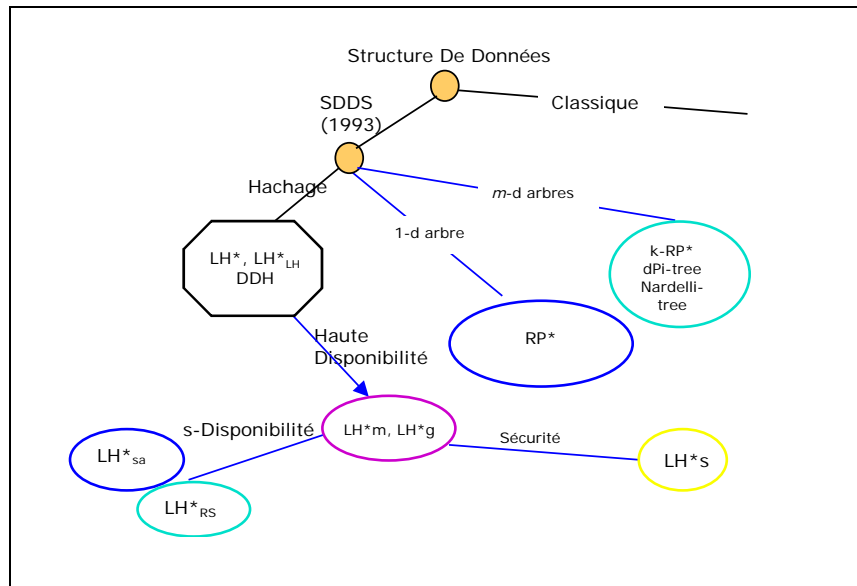 Structure De Données
SDDS
(1993)
Classique
Hachage
m-d arbres
1-d arbre
LH*, LH*LH
DDH
k-RP*
dPi-tree
Nardelli-
tree
Haute
Disponibilité
RP*
s-Disponibilité
LH*m, LH*g
Sécurité
LH*sa
LH*s
LH*RS